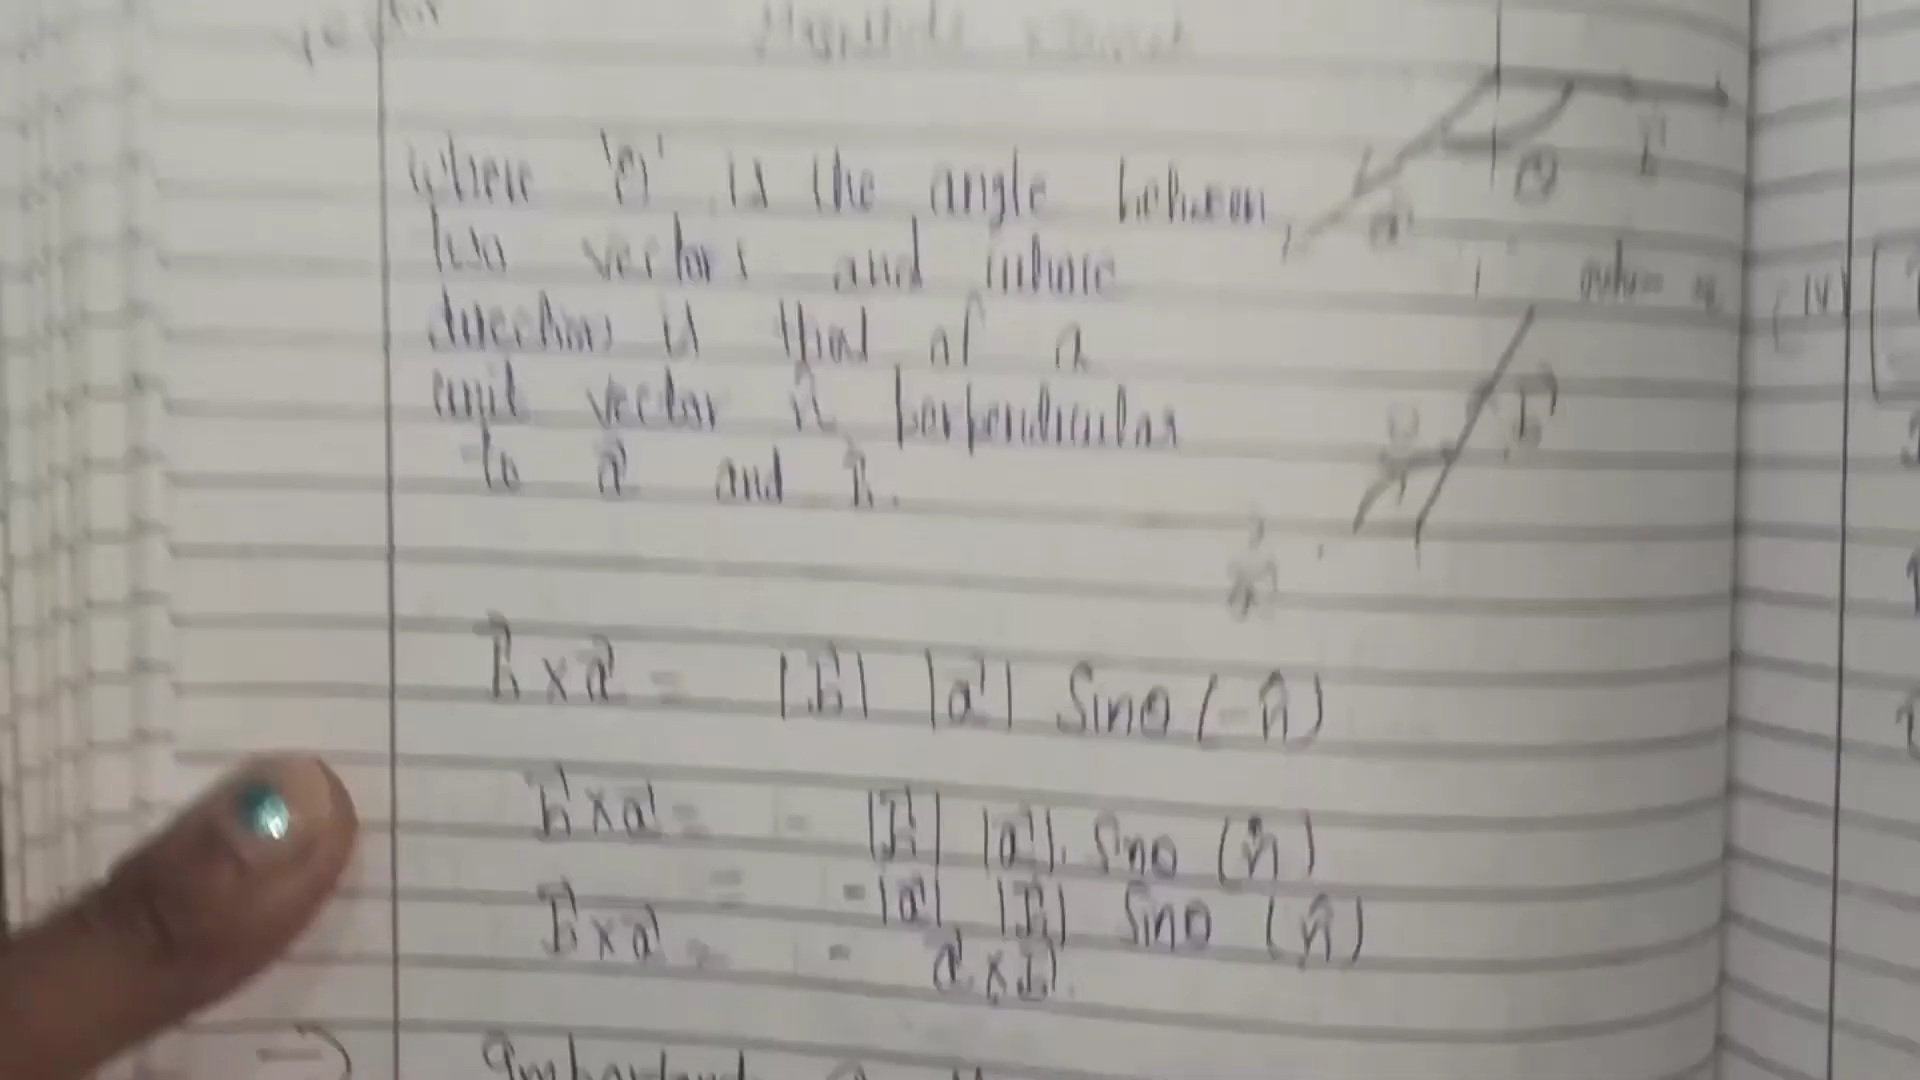 Where 'θ' is the angle between
two vectors and whose
direction is that of a
unit vector n̂ perpendicular
to a⃗ and b⃗.
θ
b⃗
a⃗
b⃗
θ
a⃗
(iv)
b⃗ x a⃗ = |b⃗| |a⃗| Sinθ (-n̂)
b⃗ x a⃗ = - |b⃗| |a⃗|. Sinθ (n̂)
= - |a⃗| |b⃗| Sinθ (n̂)
b⃗ x a⃗ = - a⃗ x b⃗.